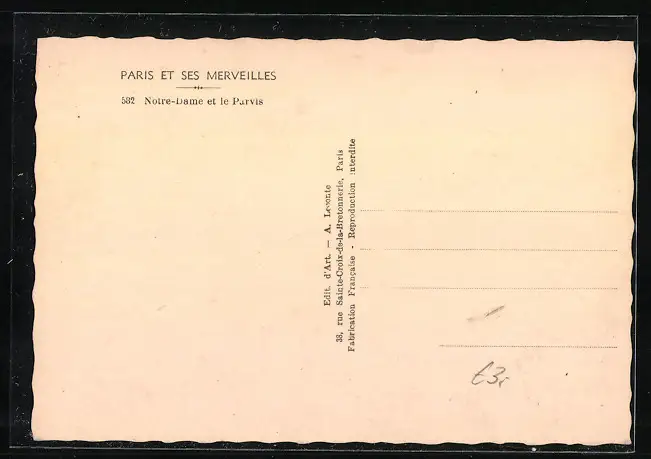 PARIS ET SES MERVEILLES
582 Notre-Dame et le Parvis
Edit. d'Art. — A. Leconte
38, rue Sainte-Croix-de-la-Bretonnerie, Paris
Fabrication Française - Reproduction interdite